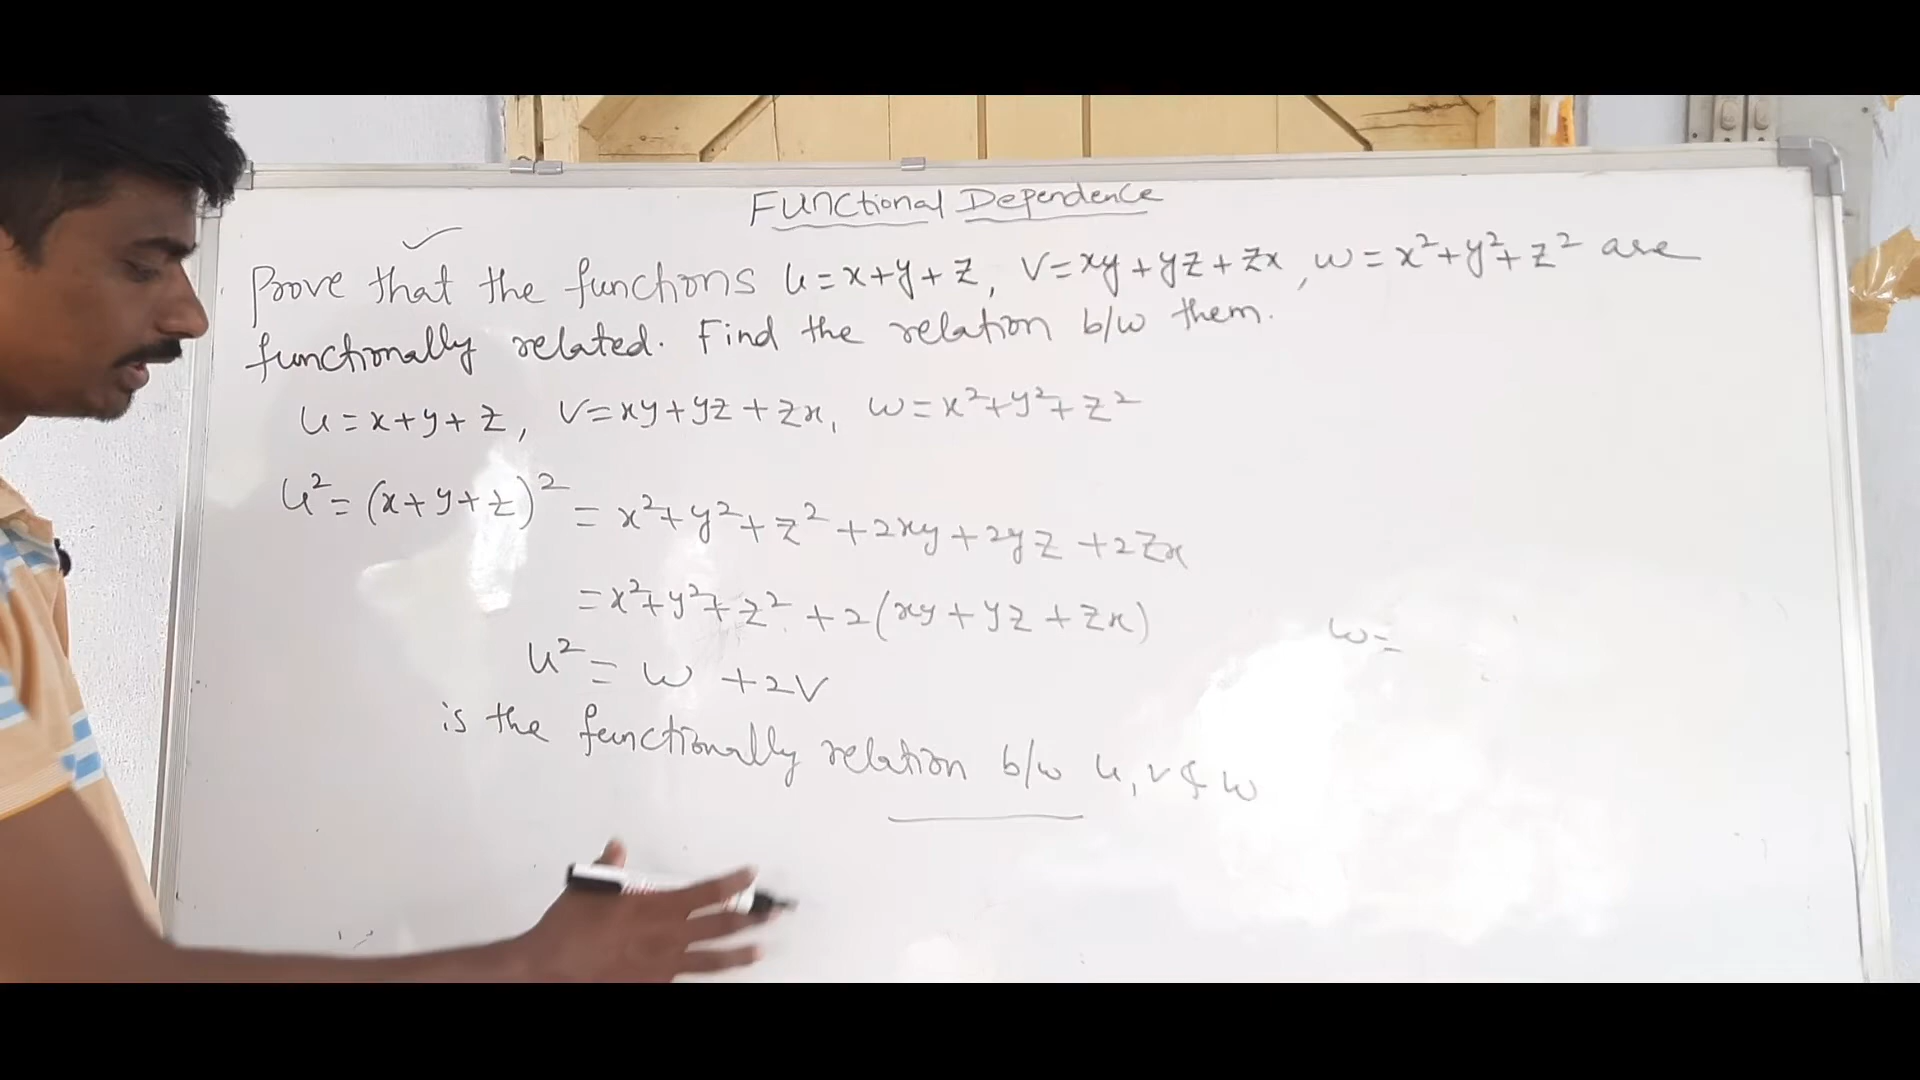 Functional Dependence
Prove that the functions u = x+y+z, v = xy+yz+zx, w = x²+y²+z² are
functionally related. Find the relation b/w them.
u = x+y+z, v = xy+yz+zx, w = x²+y²+z²
u² = (x+y+z)² = x²+y²+z²+2xy+2yz+2zx
= x²+y²+z²+2(xy+yz+zx)
w =
u² = w+2v
is the functionally relation b/w u, v & w